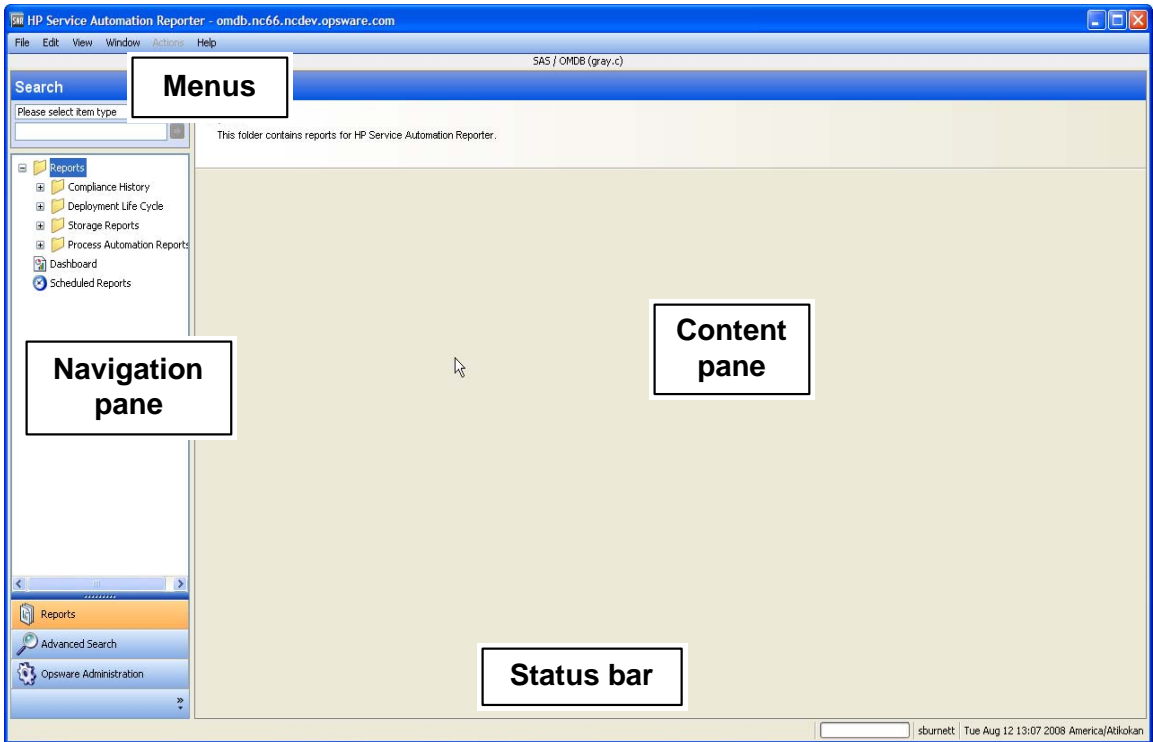 HP Service Automation Reporter - omdb.nc66.ncdev.opsware.com
File Edit View Window Actions Help
SAS / OMDB (gray.c)
Search
Menus
Please select item type
This folder contains reports for HP Service Automation Reporter.
Reports
Compliance History
Deployment Life Cycle
Storage Reports
Process Automation Reports
Dashboard
Scheduled Reports
Content
pane
Navigation
pane
Reports
Advanced Search
Opsware Administration
Status bar
sburnett Tue Aug 12 13:07 2008 America/Atikokan